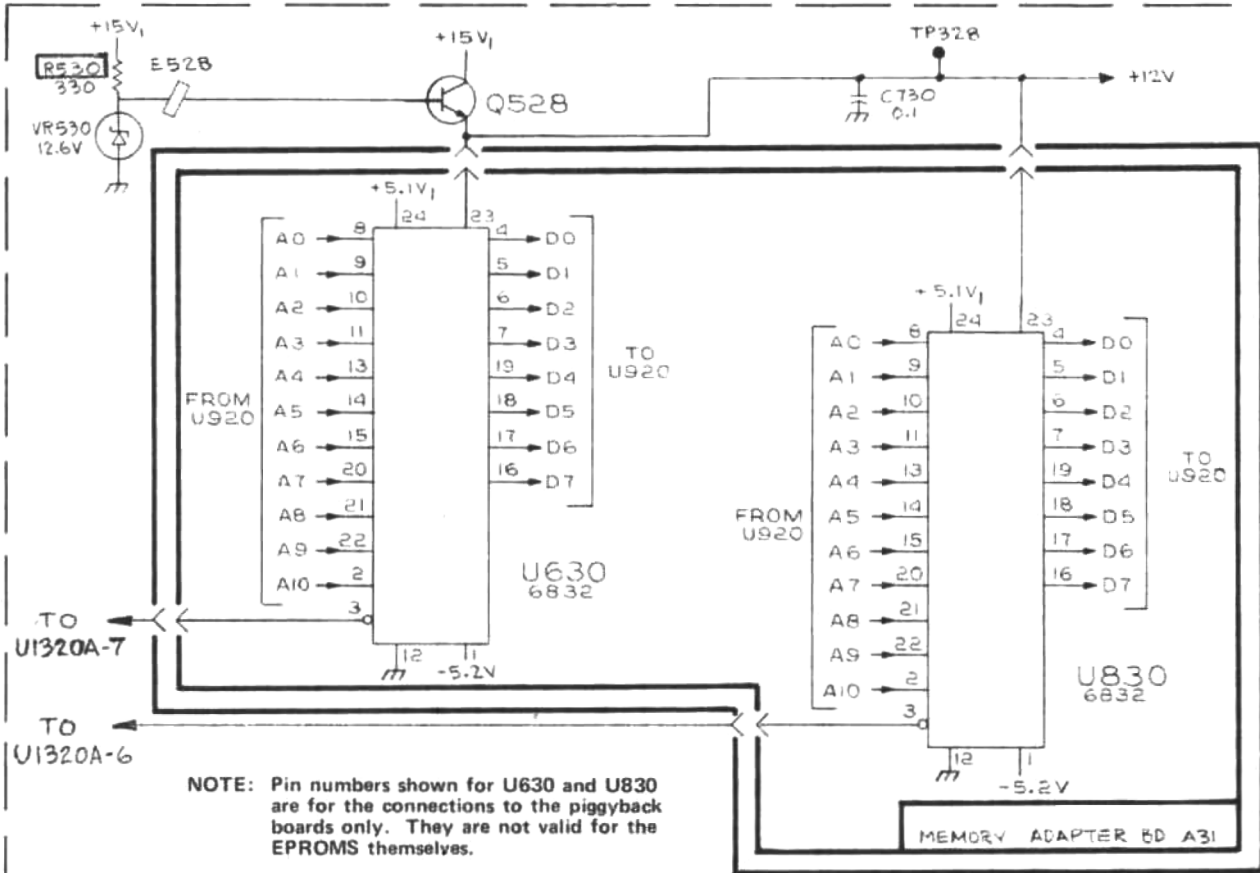 +15V1
R530
330
E528
VR530
12.6V
+15V1
Q528
TP328
C730
0.1
+12V
+5.1V1
24
23
FROM
U920
A0 8
A1 9
A2 10
A3 11
A4 13
A5 14
A6 15
A7 20
A8 21
A9 22
A10 2
3
4 D0
5 D1
6 D2
7 D3
19 D4
18 D5
17 D6
16 D7
TO
U920
U630
6832
12
1
-5.2V
TO
U1320A-7
+5.1V1
24
23
FROM
U920
A0 8
A1 9
A2 10
A3 11
A4 13
A5 14
A6 15
A7 20
A8 21
A9 22
A10 2
3
4 D0
5 D1
6 D2
7 D3
19 D4
18 D5
17 D6
16 D7
TO
U920
U830
6832
12
1
-5.2V
TO
U1320A-6
NOTE: Pin numbers shown for U630 and U830
are for the connections to the piggyback
boards only. They are not valid for the
EPROMS themselves.
MEMORY ADAPTER BD A31